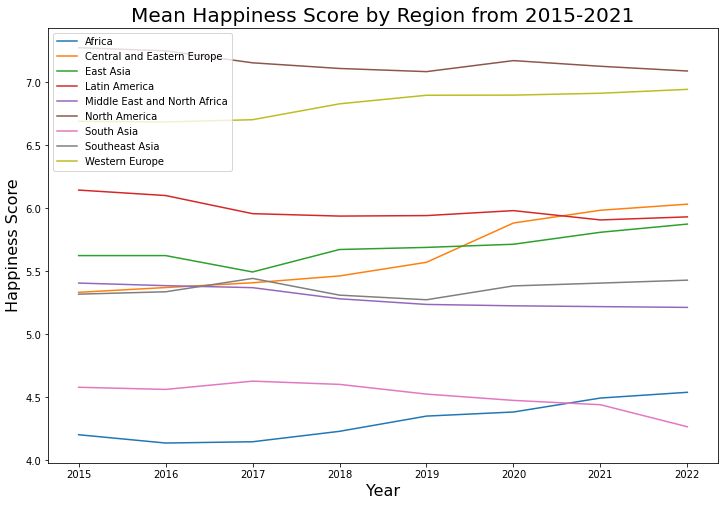 Mean Happiness Score by Region from 2015-2021
Africa
Central and Eastern Europe
East Asia
Latin America
Middle East and North Africa
North America
South Asia
Southeast Asia
Western Europe
Happiness Score
7.0
6.5
6.0
5.5
5.0
4.5
4.0
2015 2016 2017 2018 2019 2020 2021 2022
Year